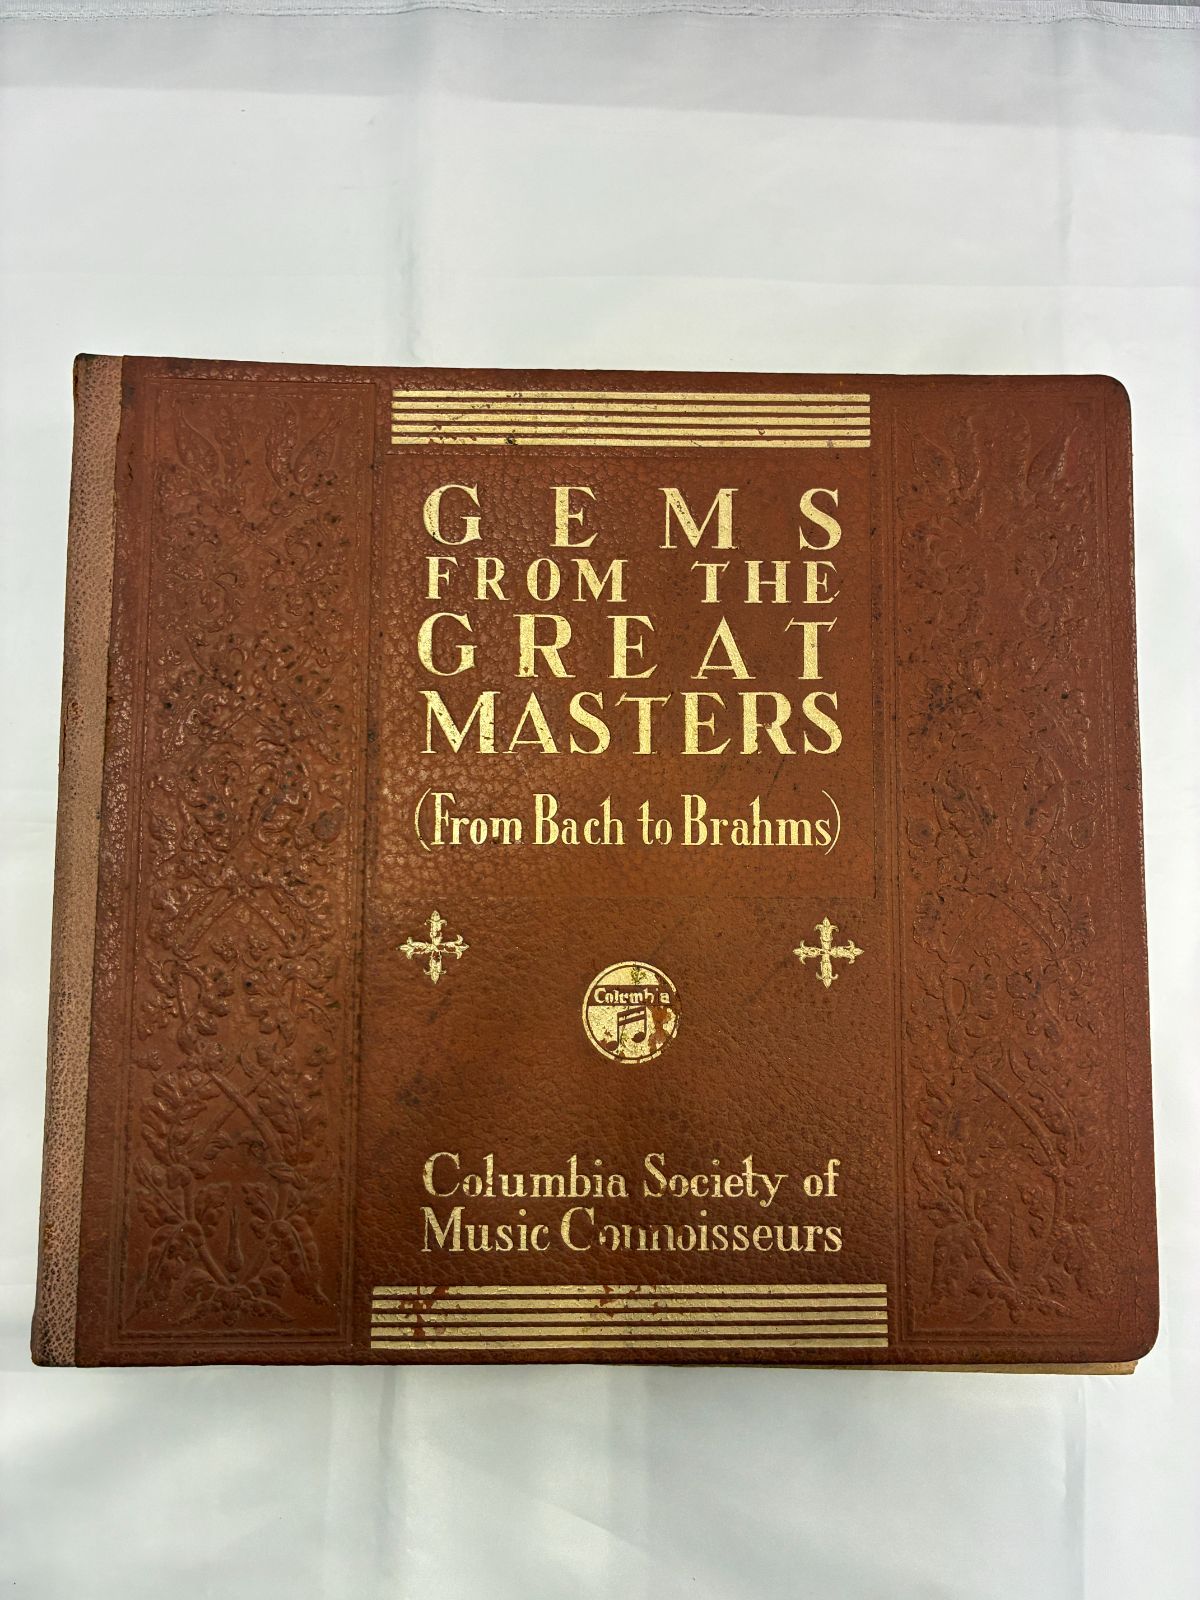 GEMS
FROM THE
GREAT
MASTERS
(From Bach to Brahms)
Columbia
Columbia Society of
Music Connoisseurs